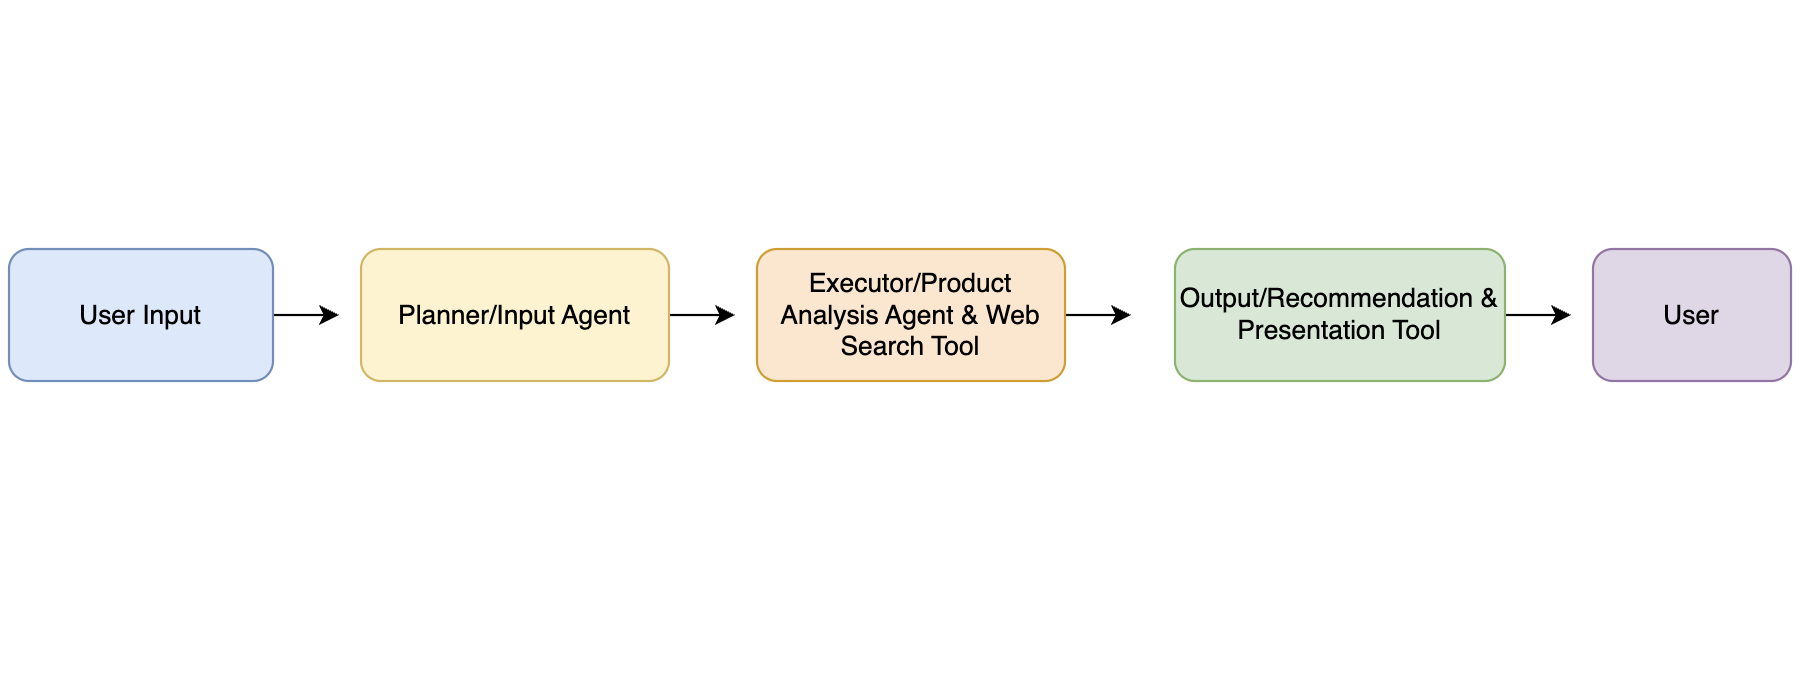 User Input
Planner/Input Agent
Executor/Product
Analysis Agent & Web
Search Tool
Output/Recommendation &
Presentation Tool
User